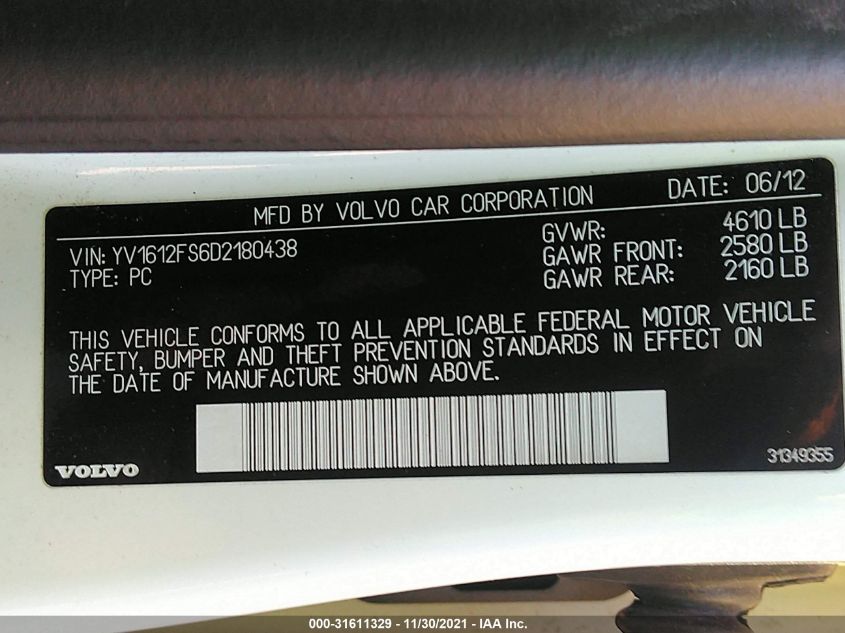 MFD BY VOLVO CAR CORPORATION DATE: 06/12
VIN: YV1612FS6D2180438
TYPE: PC
GVWR: 4610 LB
GAWR FRONT: 2580 LB
GAWR REAR: 2160 LB
THIS VEHICLE CONFORMS TO ALL APPLICABLE FEDERAL MOTOR VEHICLE
SAFETY, BUMPER AND THEFT PREVENTION STANDARDS IN EFFECT ON
THE DATE OF MANUFACTURE SHOWN ABOVE.
VOLVO
31349355
000-31611329 - 11/30/2021 - IAA Inc.